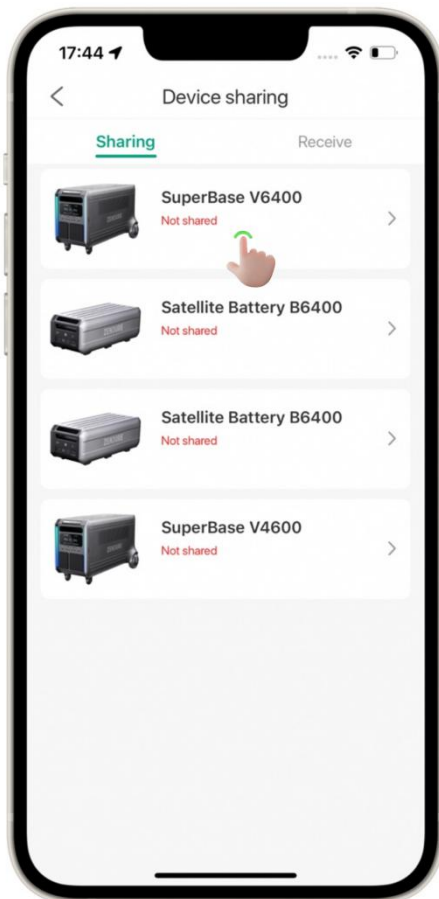 17:44
Device sharing
Sharing
Receive
SuperBase V6400
Not shared
Satellite Battery B6400
Not shared
Satellite Battery B6400
Not shared
SuperBase V4600
Not shared